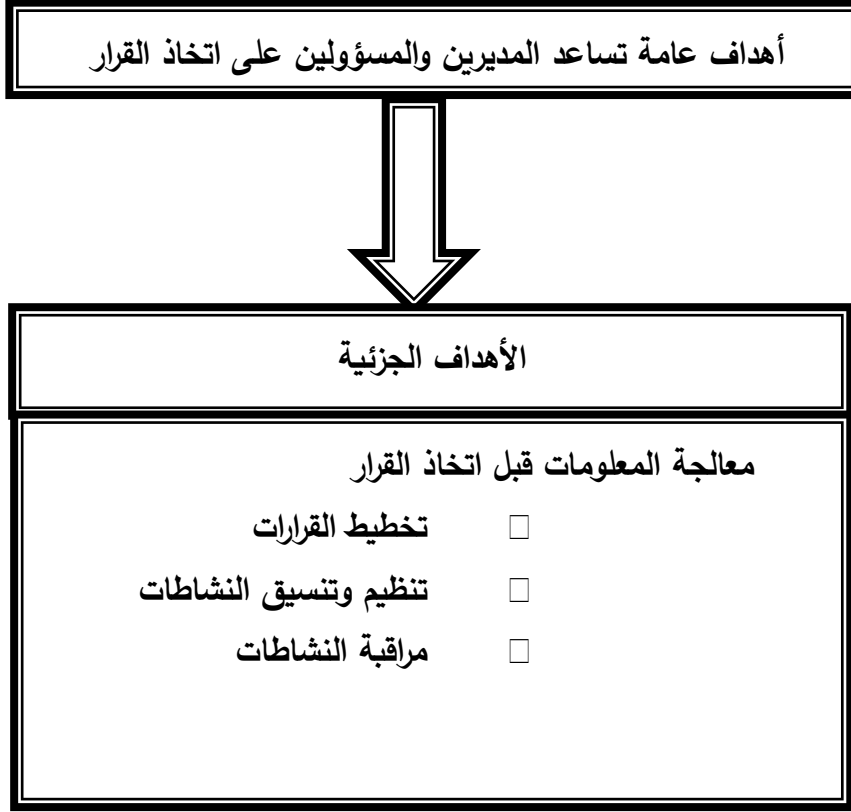 أهداف عامة تساعد المديرين والمسؤولين على اتخاذ القرار
الأهداف الجزئية
معالجة المعلومات قبل اتخاذ القرار
تخطيط القرارات
تنظيم وتنسيق النشاطات
مراقبة النشاطات